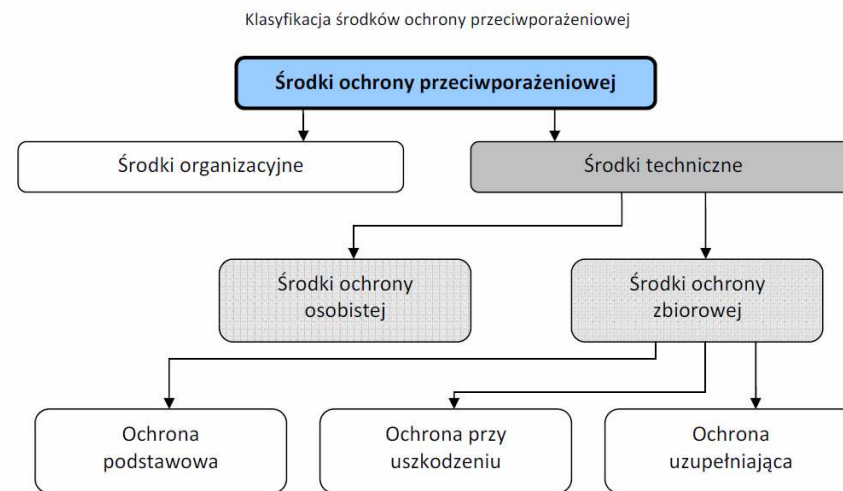 Klasyfikacja środków ochrony przeciwporażeniowej
Środki ochrony przeciwporażeniowej
Środki organizacyjne
Środki techniczne
Środki ochrony
osobistej
Środki ochrony
zbiorowej
Ochrona
podstawowa
Ochrona przy
uszkodzeniu
Ochrona
uzupełniająca